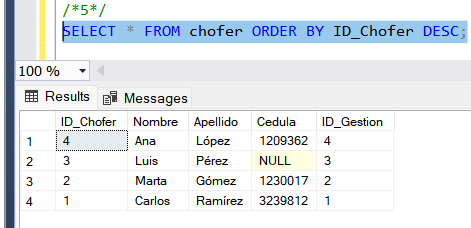 /*5*/
SELECT * FROM chofer ORDER BY ID_Chofer DESC;
100 %
Results Messages
ID_Chofer Nombre Apellido Cedula ID_Gestion
1 4 Ana López 1209362 4
2 3 Luis Pérez NULL 3
3 2 Marta Gómez 1230017 2
4 1 Carlos Ramírez 3239812 1